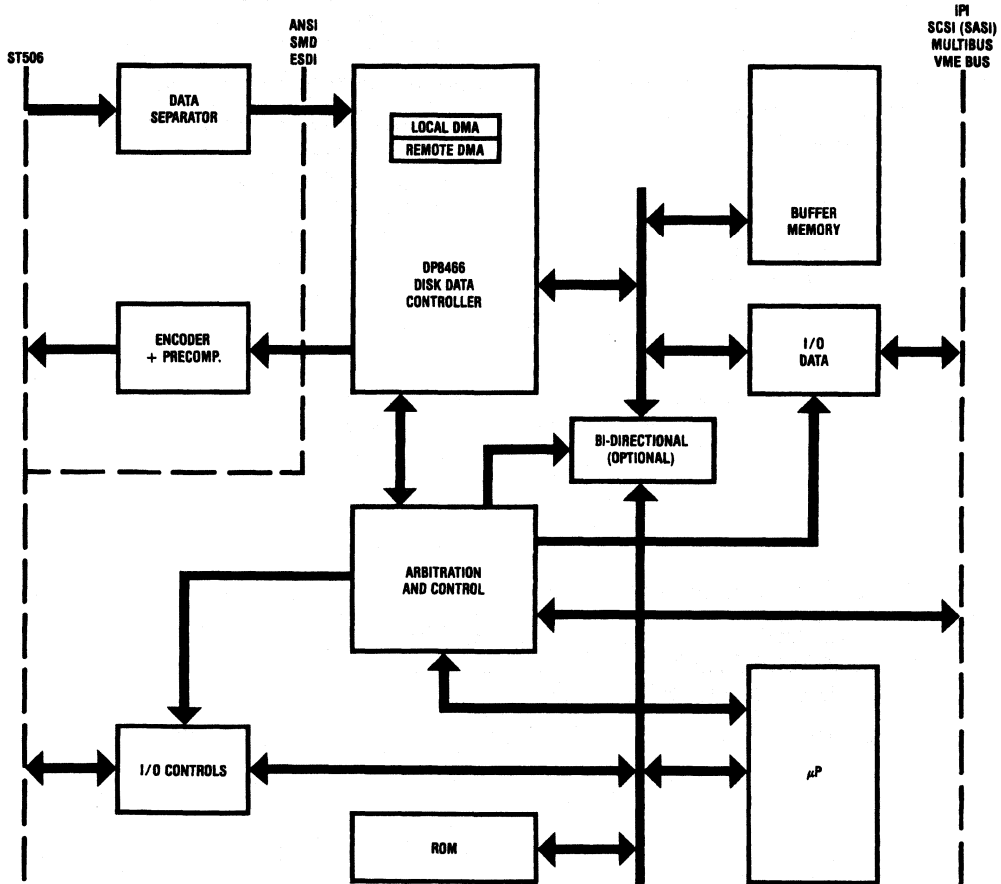 ST506
ANSI
SMD
ESDI
IPI
SCSI (SASI)
MULTIBUS
VME BUS
DATA
SEPARATOR
LOCAL DMA
REMOTE DMA
BUFFER
MEMORY
DP8466
DISK DATA
CONTROLLER
ENCODER
+ PRECOMP.
I/O
DATA
BI-DIRECTIONAL
(OPTIONAL)
ARBITRATION
AND CONTROL
I/O CONTROLS
μP
ROM